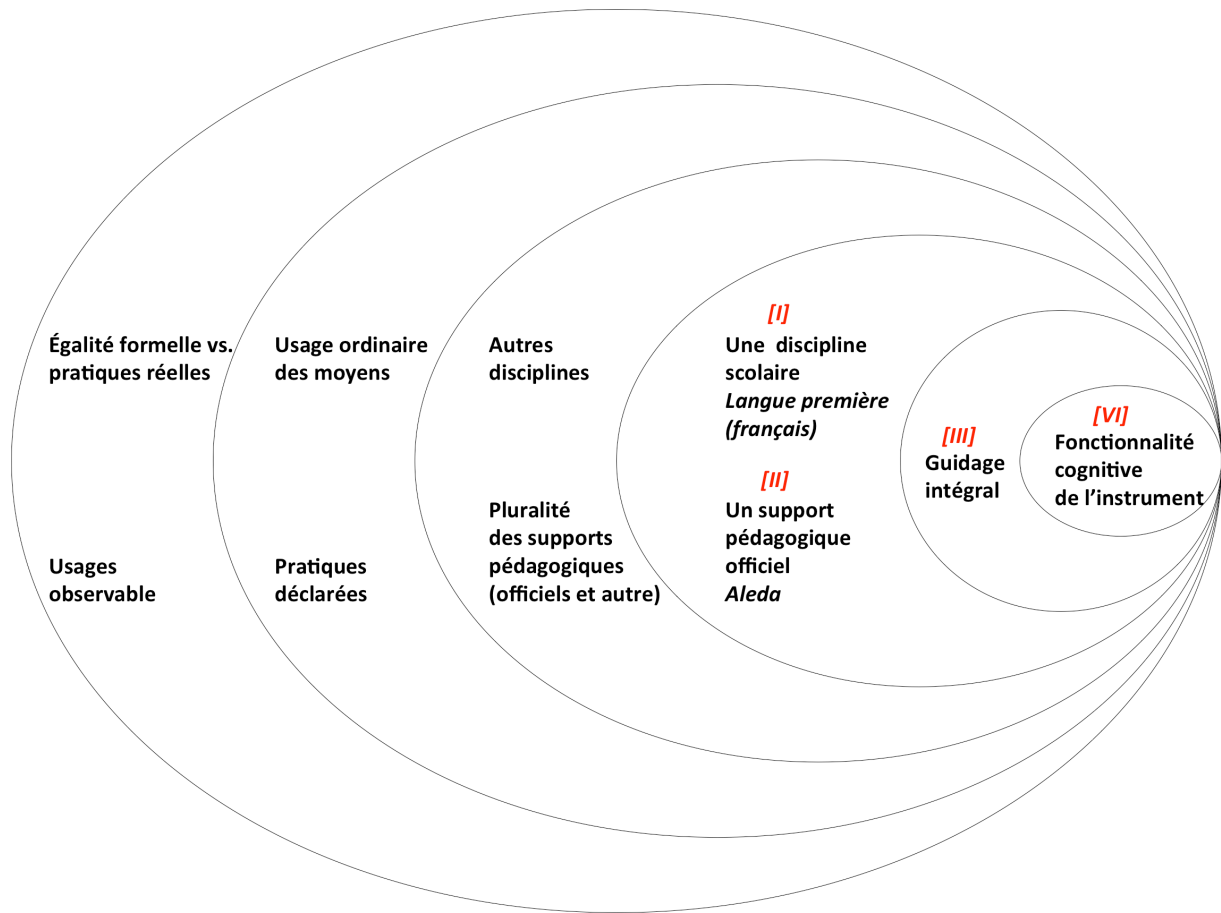 Égalité formelle vs.
pratiques réelles
Usages
observable
Usage ordinaire
des moyens
Pratiques
déclarées
Autres
disciplines
Pluralité
des supports
pédagogiques
(officiels et autre)
[I]
Une discipline
scolaire
Langue première
(français)
[II]
Un support
pédagogique
officiel
Aleda
[III]
Guidage
intégral
[VI]
Fonctionnalité
cognitive
de l'instrument